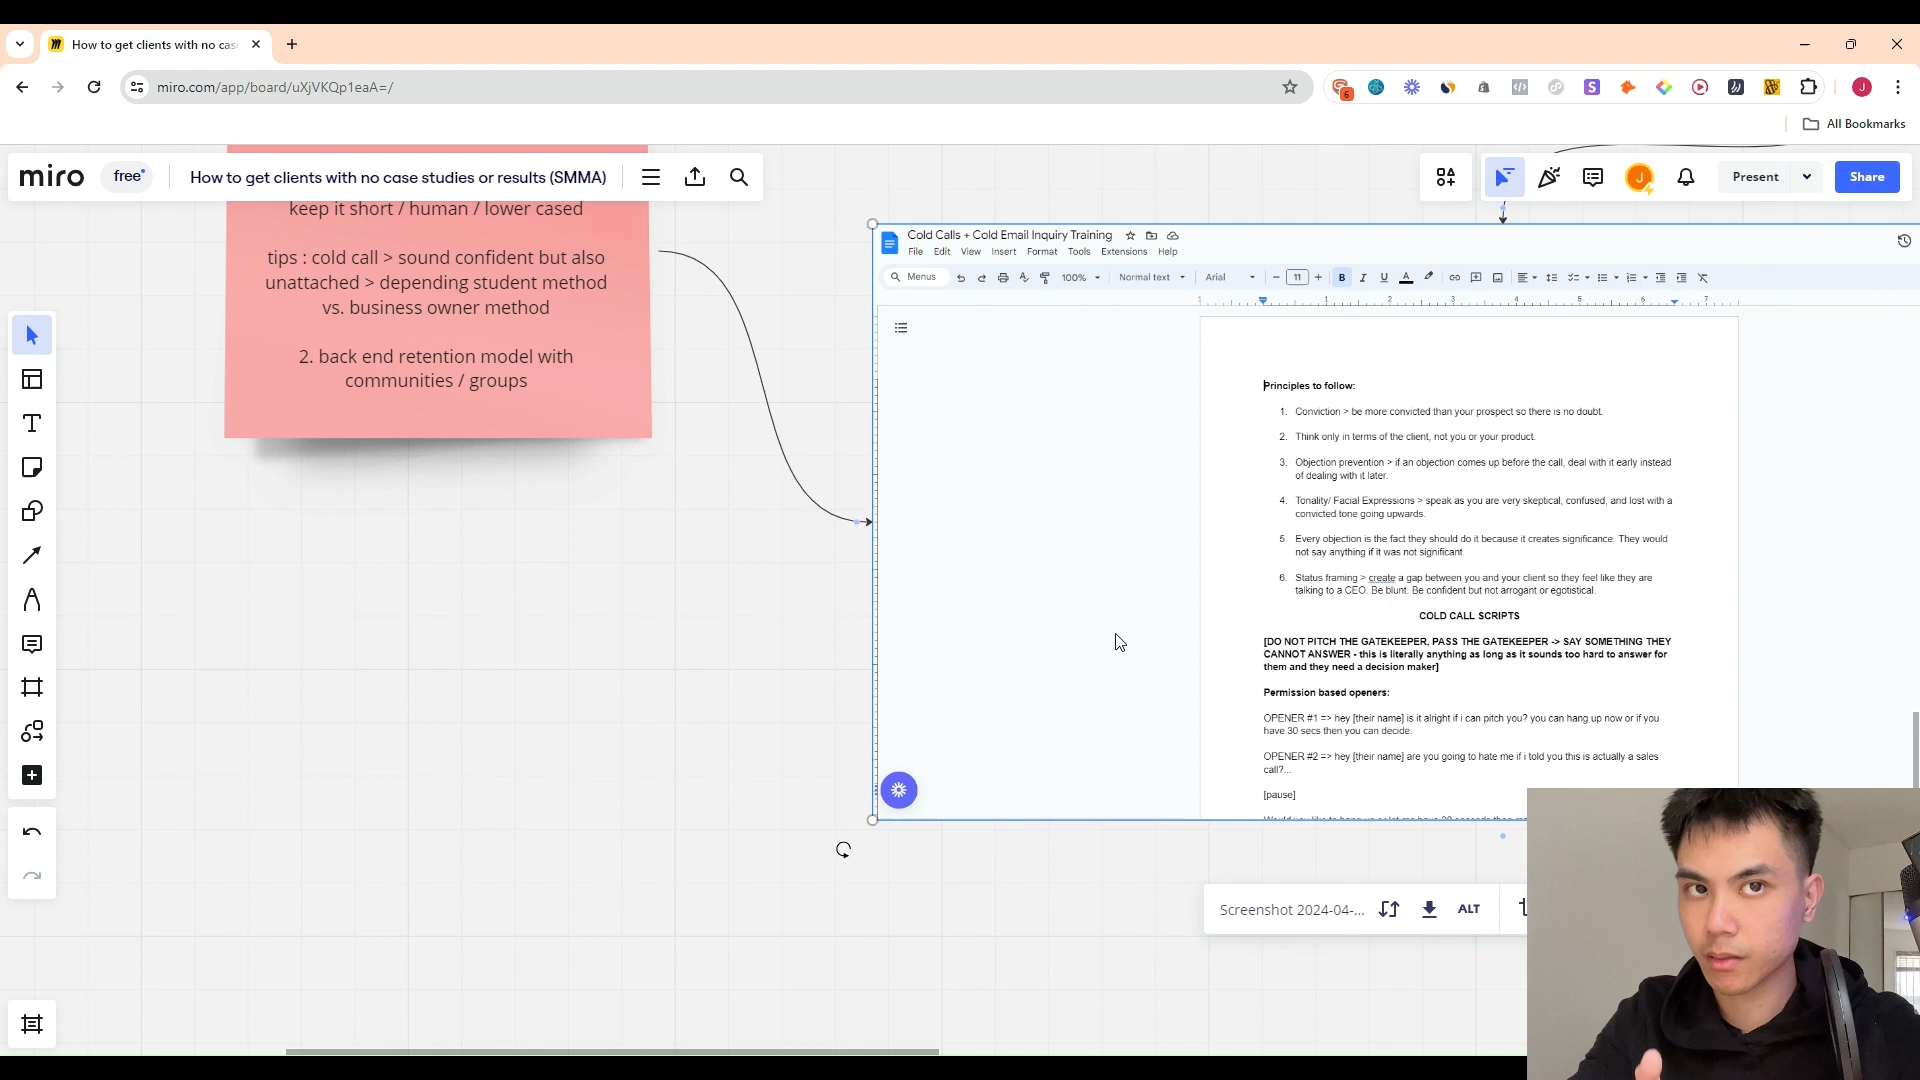 How to get clients with no cas
miro.com/app/board/uXjVKQp1eaA=/
6
S
J
All Bookmarks
miro
free
How to get clients with no case studies or results (SMMA)
J
Present
Share
keep it short / human / lower cased
tips : cold call > sound confident but also
unattached > depending student method
vs. business owner method
2. back end retention model with
communities / groups
Cold Calls + Cold Email Inquiry Training
File Edit View Insert Format Tools Extensions Help
Menus
100%
Normal text
Arial
11
B I U A
1 1 2 3 4 5 6 7
Principles to follow:
1. Conviction > be more convicted than your prospect so there is no doubt.
2. Think only in terms of the client, not you or your product.
3. Objection prevention > if an objection comes up before the call, deal with it early instead
of dealing with it later.
4. Tonality/ Facial Expressions > speak as you are very skeptical, confused, and lost with a
convicted tone going upwards.
5. Every objection is the fact they should do it because it creates significance. They would
not say anything if it was not significant.
6. Status framing > create a gap between you and your client so they feel like they are
talking to a CEO. Be blunt. Be confident but not arrogant or egotistical.
COLD CALL SCRIPTS
[DO NOT PITCH THE GATEKEEPER, PASS THE GATEKEEPER -> SAY SOMETHING THEY
CANNOT ANSWER - this is literally anything as long as it sounds too hard to answer for
them and they need a decision maker]
Permission based openers:
OPENER #1 => hey [their name] is it alright if i can pitch you? you can hang up now or if you
have 30 secs then you can decide.
OPENER #2 => hey [their name] are you going to hate me if i told you this is actually a sales
call?...
[pause]
Screenshot 2024-04-...
ALT